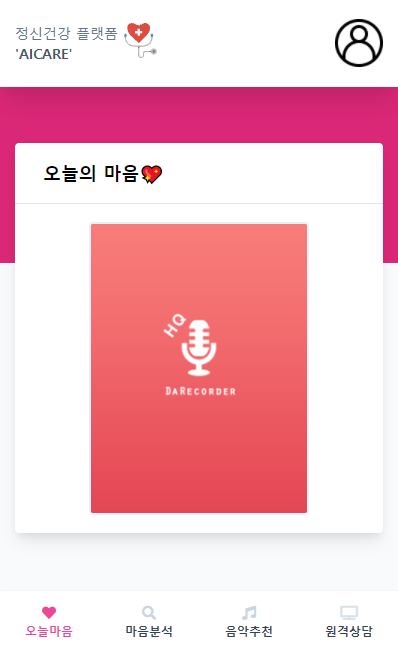 정신건강 플랫폼
'AICARE'
오늘의 마음
HQ
DaRecorder
오늘마음
마음분석
음악추천
원격상담